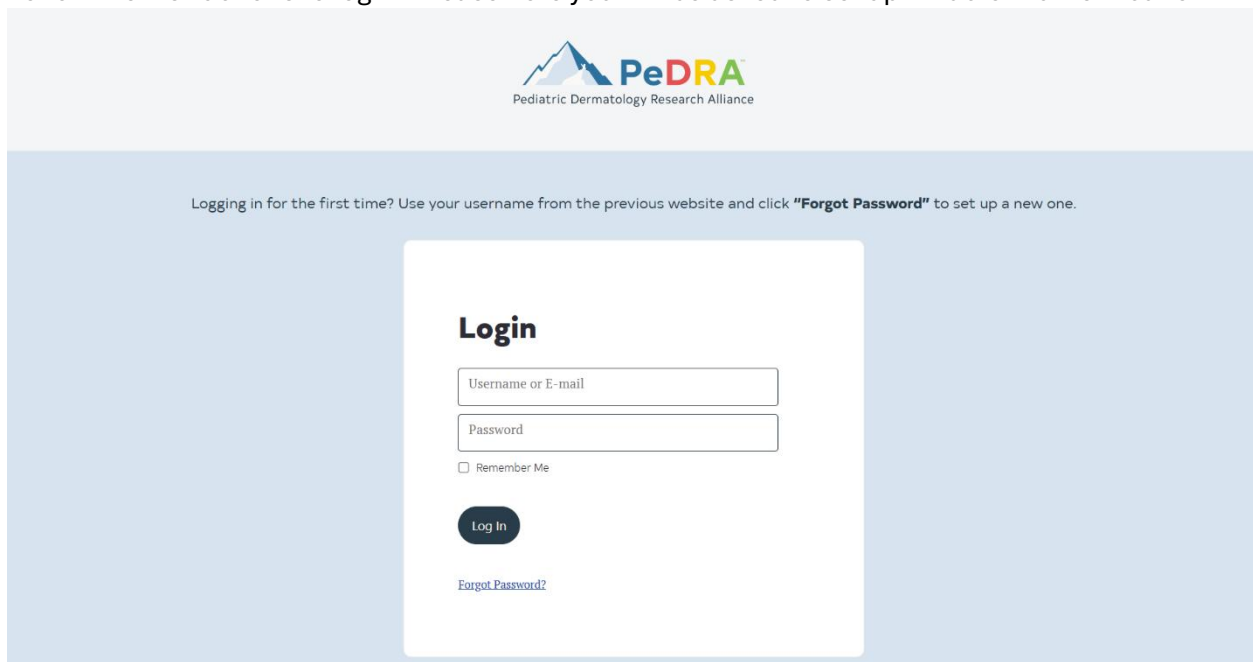 PeDRA
Pediatric Dermatology Research Alliance
Logging in for the first time? Use your username from the previous website and click "Forgot Password" to set up a new one.
Login
Username or E-mail
Password
Remember Me
Log In
Forgot Password?